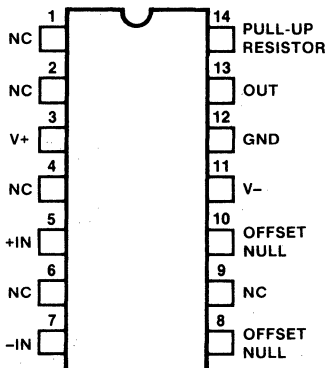 1
NC
2
NC
3
V+
4
NC
5
+IN
6
NC
7
–IN
14
PULL-UP
RESISTOR
13
OUT
12
GND
11
V–
10
OFFSET
NULL
9
NC
8
OFFSET
NULL